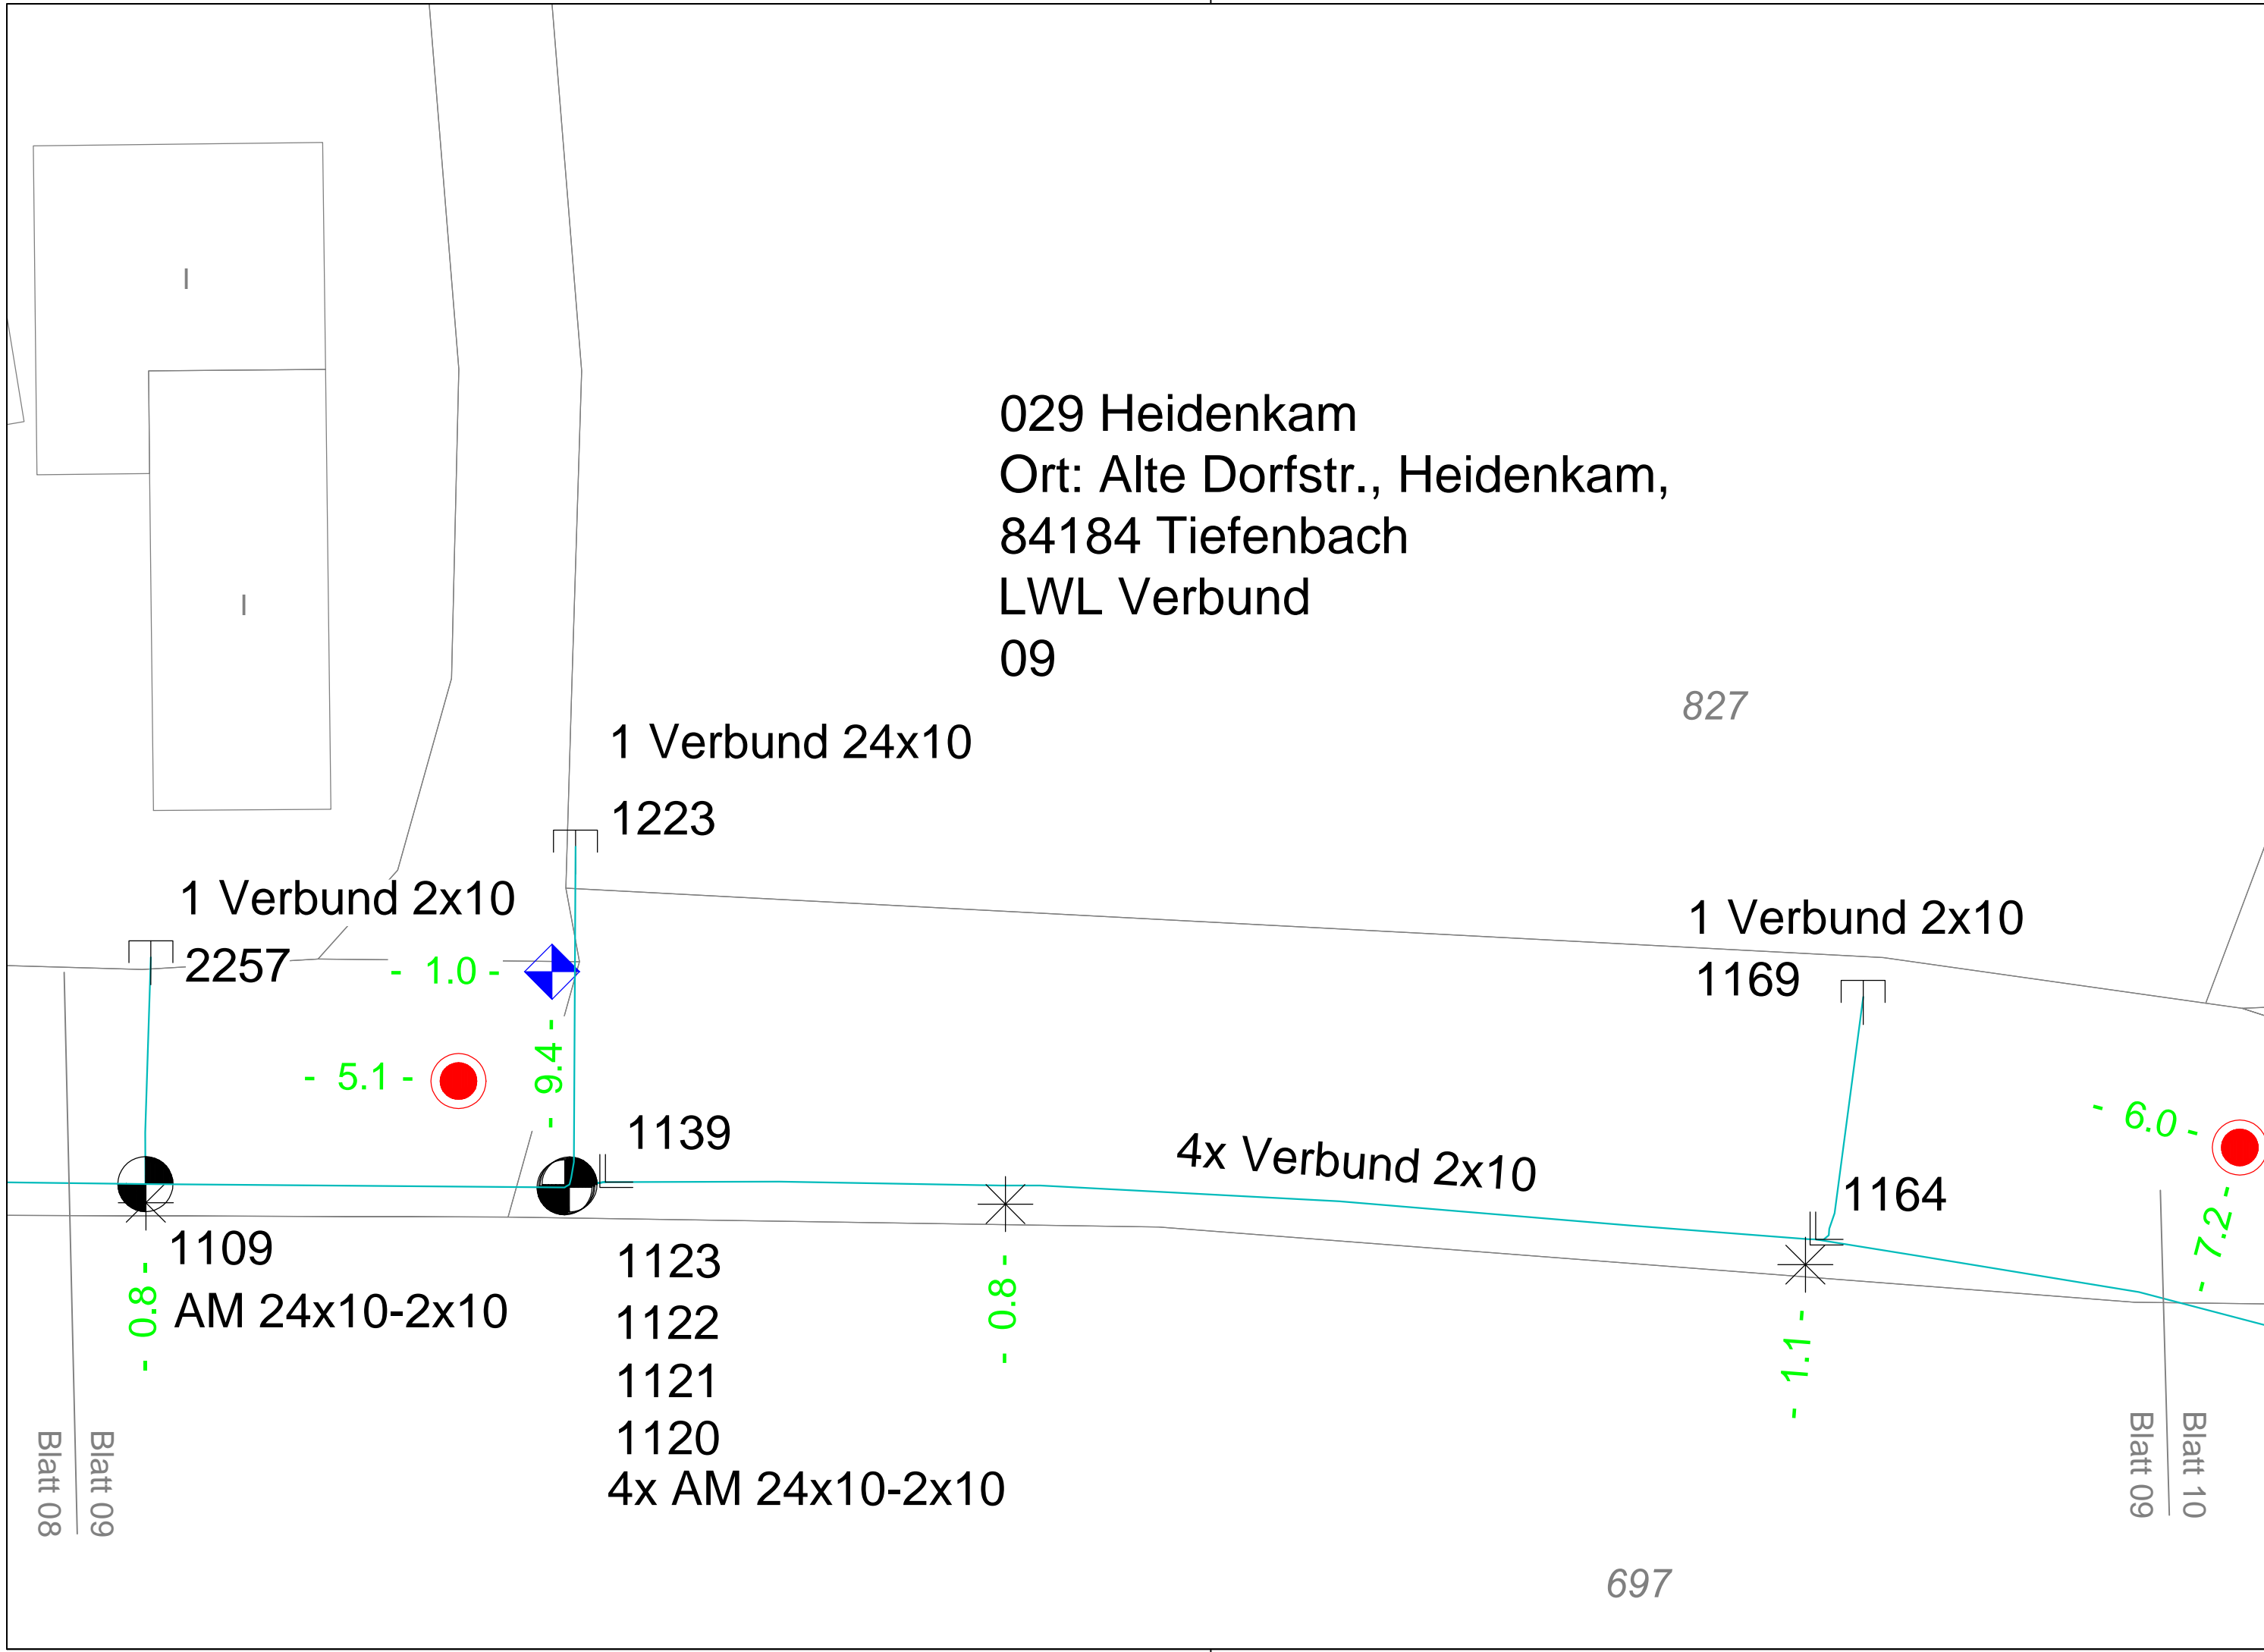 I
I
029 Heidenkam
Ort: Alte Dorfstr., Heidenkam,
84184 Tiefenbach
LWL Verbund
09
827
1 Verbund 24x10
1223
1 Verbund 2x10
2257
- 1.0 -
1 Verbund 2x10
1169
- 5.1 -
- 9.4 -
1139
4x Verbund 2x10
- 6.0 -
1164
- 7.2 -
1109
AM 24x10-2x10
- 0.8 -
1123
1122
1121
1120
4x AM 24x10-2x10
- 0.8 -
- 1.1 -
Blatt 08
Blatt 09
Blatt 09
Blatt 10
697